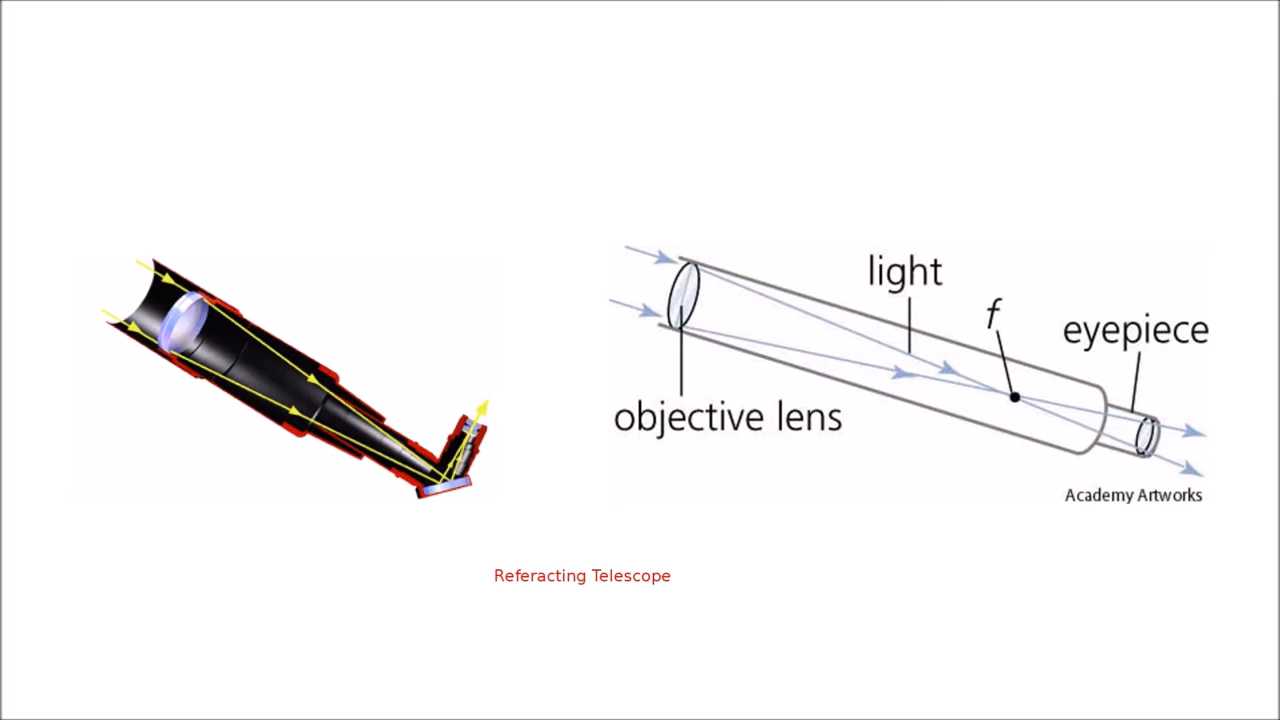 light
f
eyepiece
objective lens
Academy Artworks
Referacting Telescope